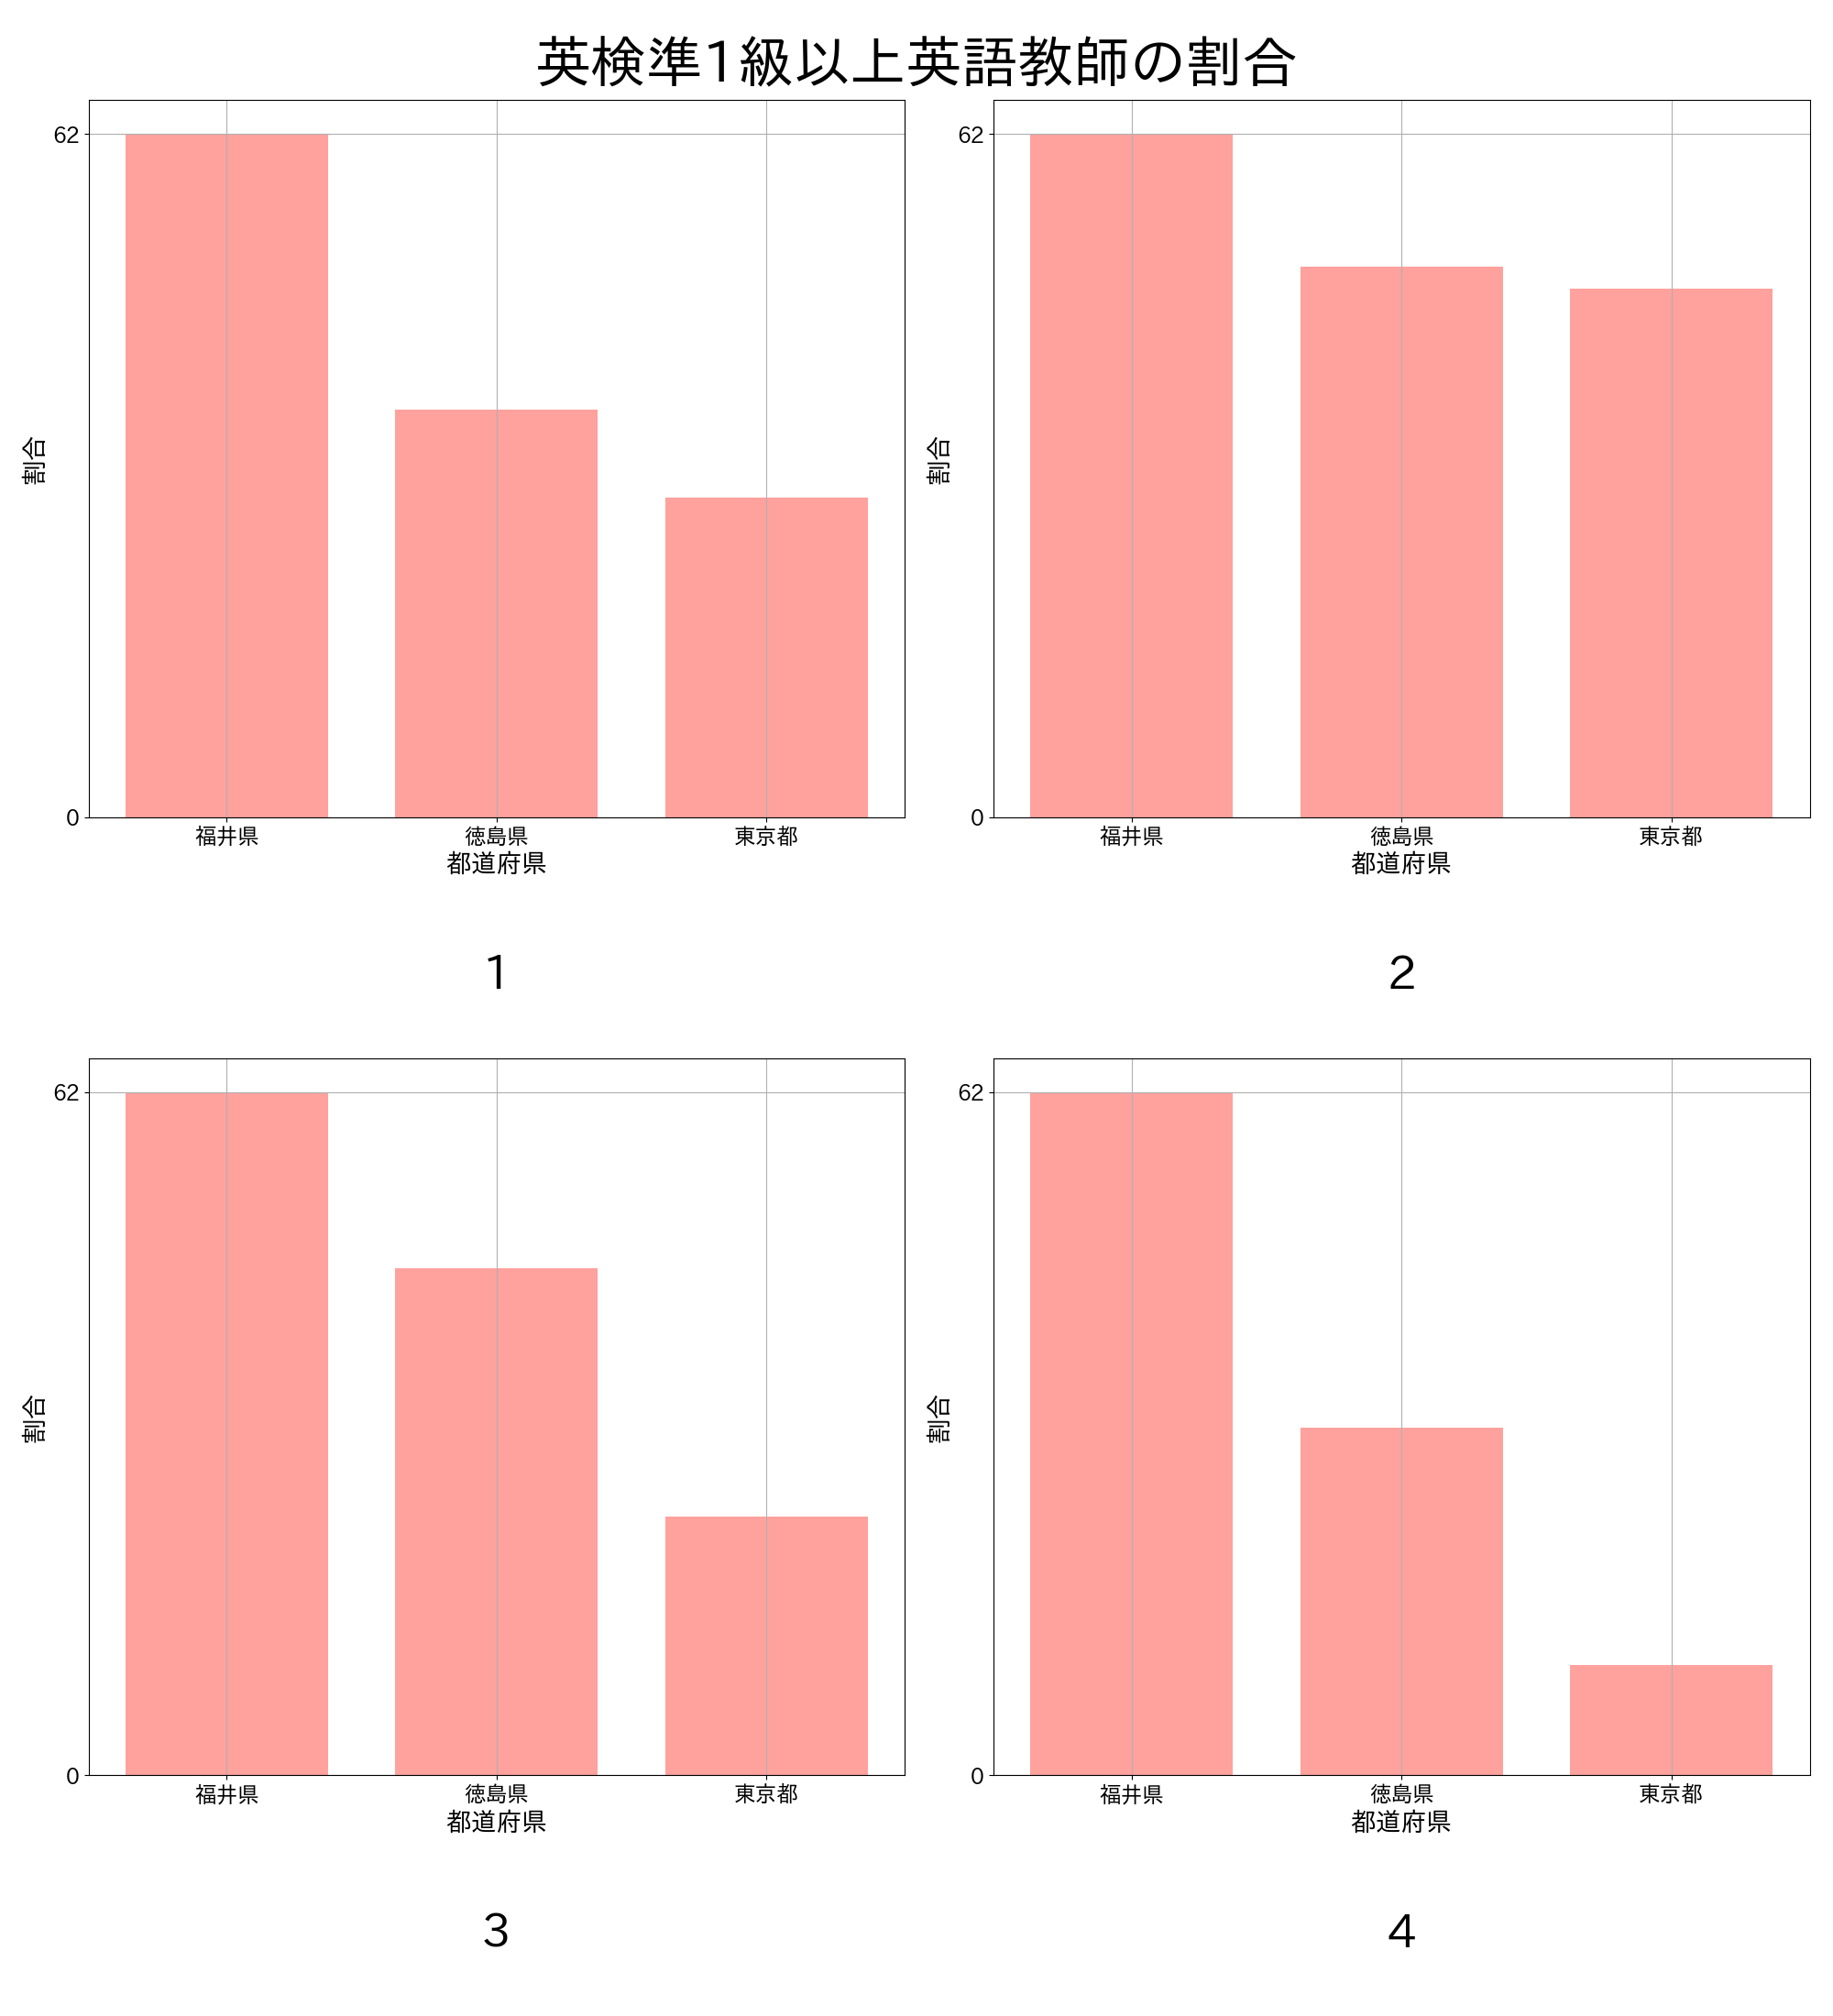 英検準1級以上英語教師の割合
62
0
割合
福井県 徳島県 東京都
都道府県
1
62
0
割合
福井県 徳島県 東京都
都道府県
2
62
0
割合
福井県 徳島県 東京都
都道府県
3
62
0
割合
福井県 徳島県 東京都
都道府県
4